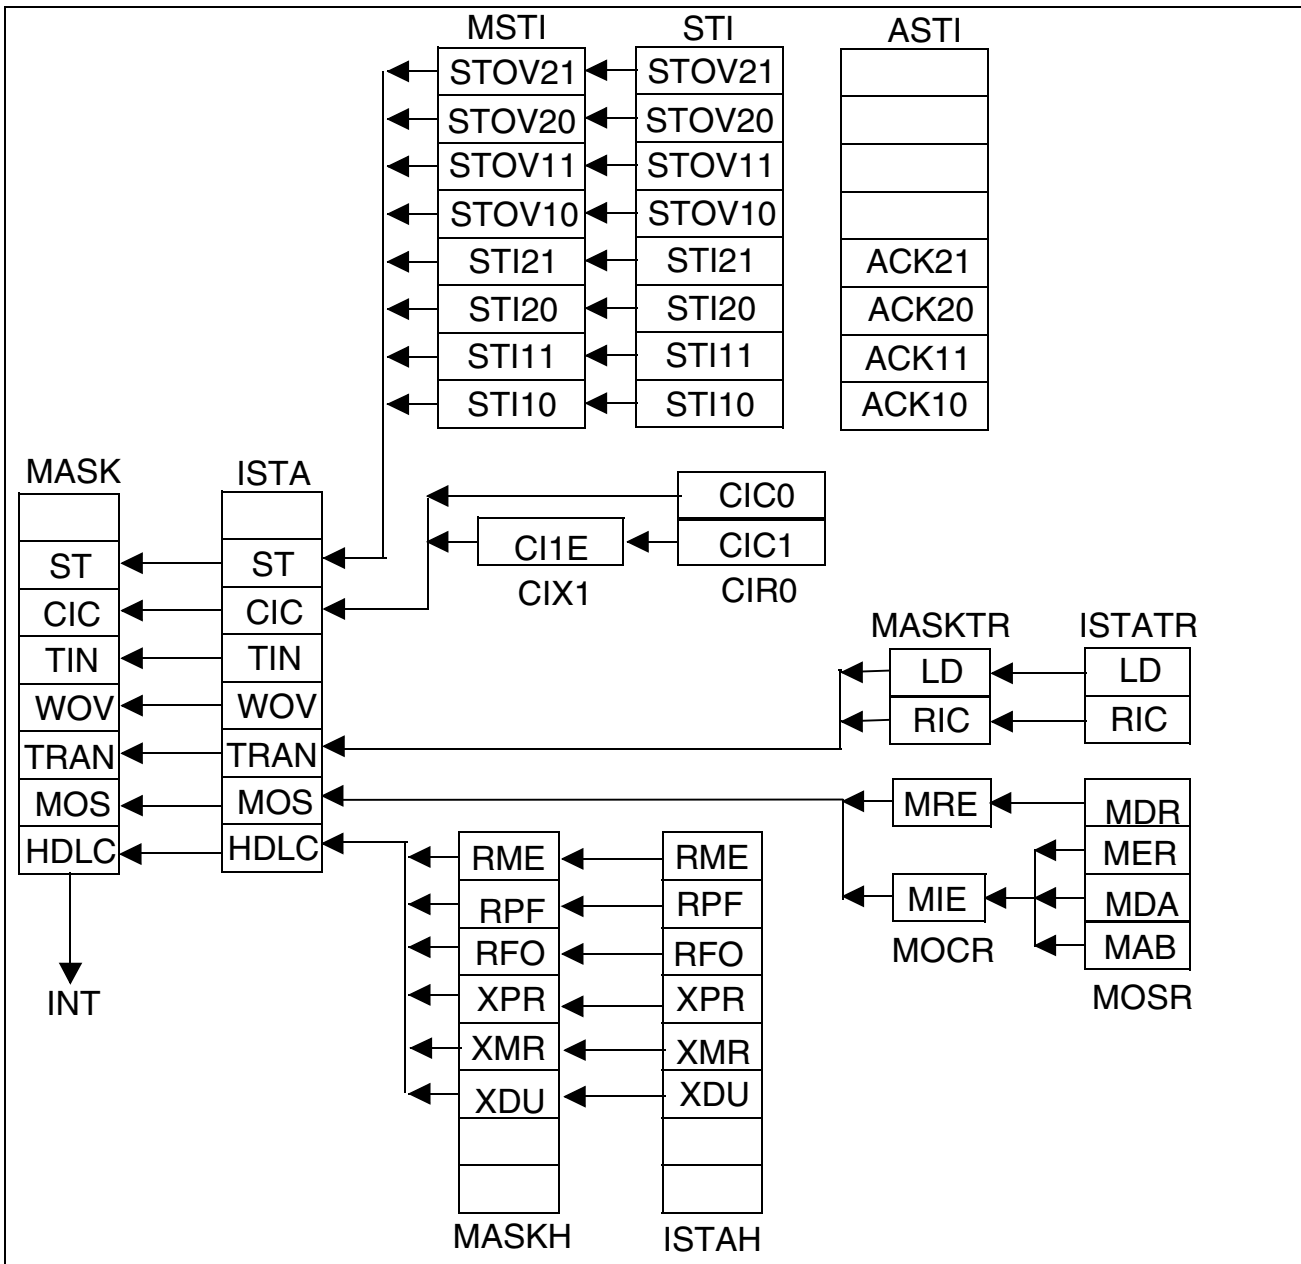 MSTI STI ASTI
STOV21 STOV21
STOV20 STOV20
STOV11 STOV11
STOV10 STOV10
STI21 STI21 ACK21
STI20 STI20 ACK20
STI11 STI11 ACK11
STI10 STI10 ACK10
MASK ISTA
CIC0
ST ST CI1E CIC1
CIX1 CIR0
CIC CIC
MASKTR ISTATR
TIN TIN LD LD
WOV WOV RIC RIC
TRAN TRAN
MOS MOS MRE MDR
HDLC HDLC RME RME MER
RPF RPF MIE MDA
RFO RFO MOCR MAB
INT XPR XPR MOSR
XMR XMR
XDU XDU
MASKH ISTAH